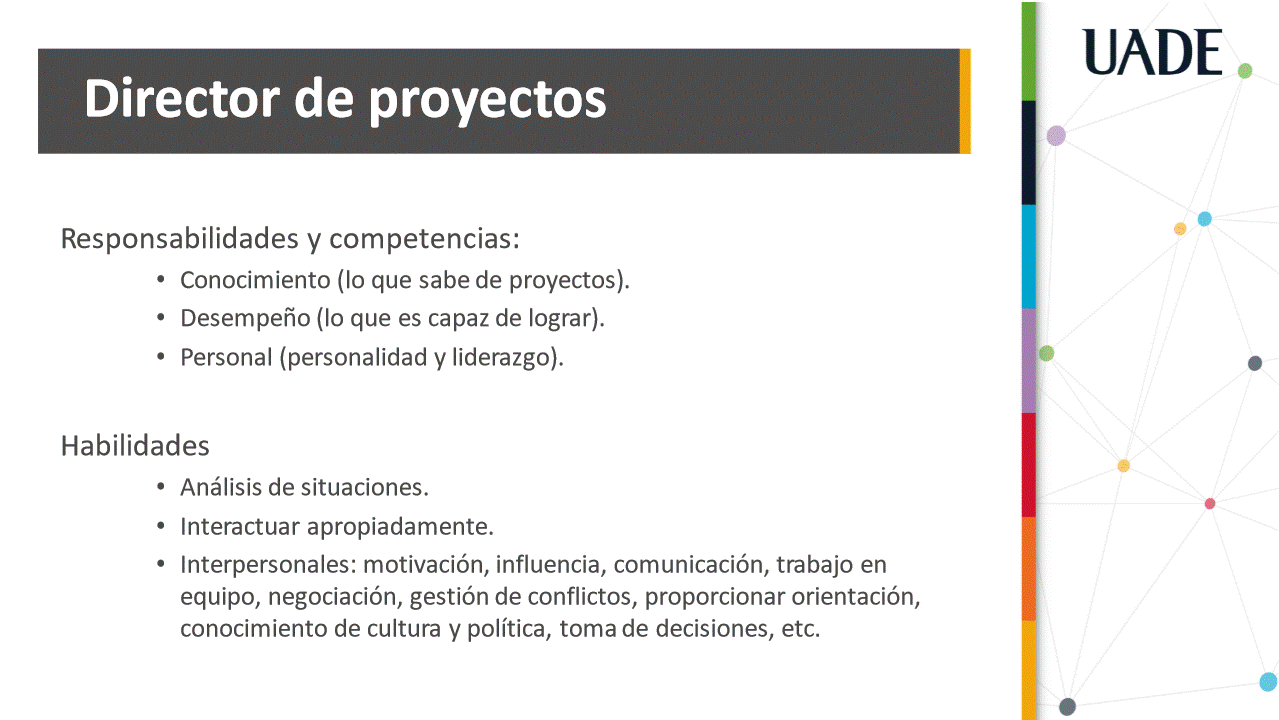 UADE
Director de proyectos
Responsabilidades y competencias:
• Conocimiento (lo que sabe de proyectos).
• Desempeño (lo que es capaz de lograr).
• Personal (personalidad y liderazgo).
Habilidades
• Análisis de situaciones.
• Interactuar apropiadamente.
• Interpersonales: motivación, influencia, comunicación, trabajo en
equipo, negociación, gestión de conflictos, proporcionar orientación,
conocimiento de cultura y política, toma de decisiones, etc.